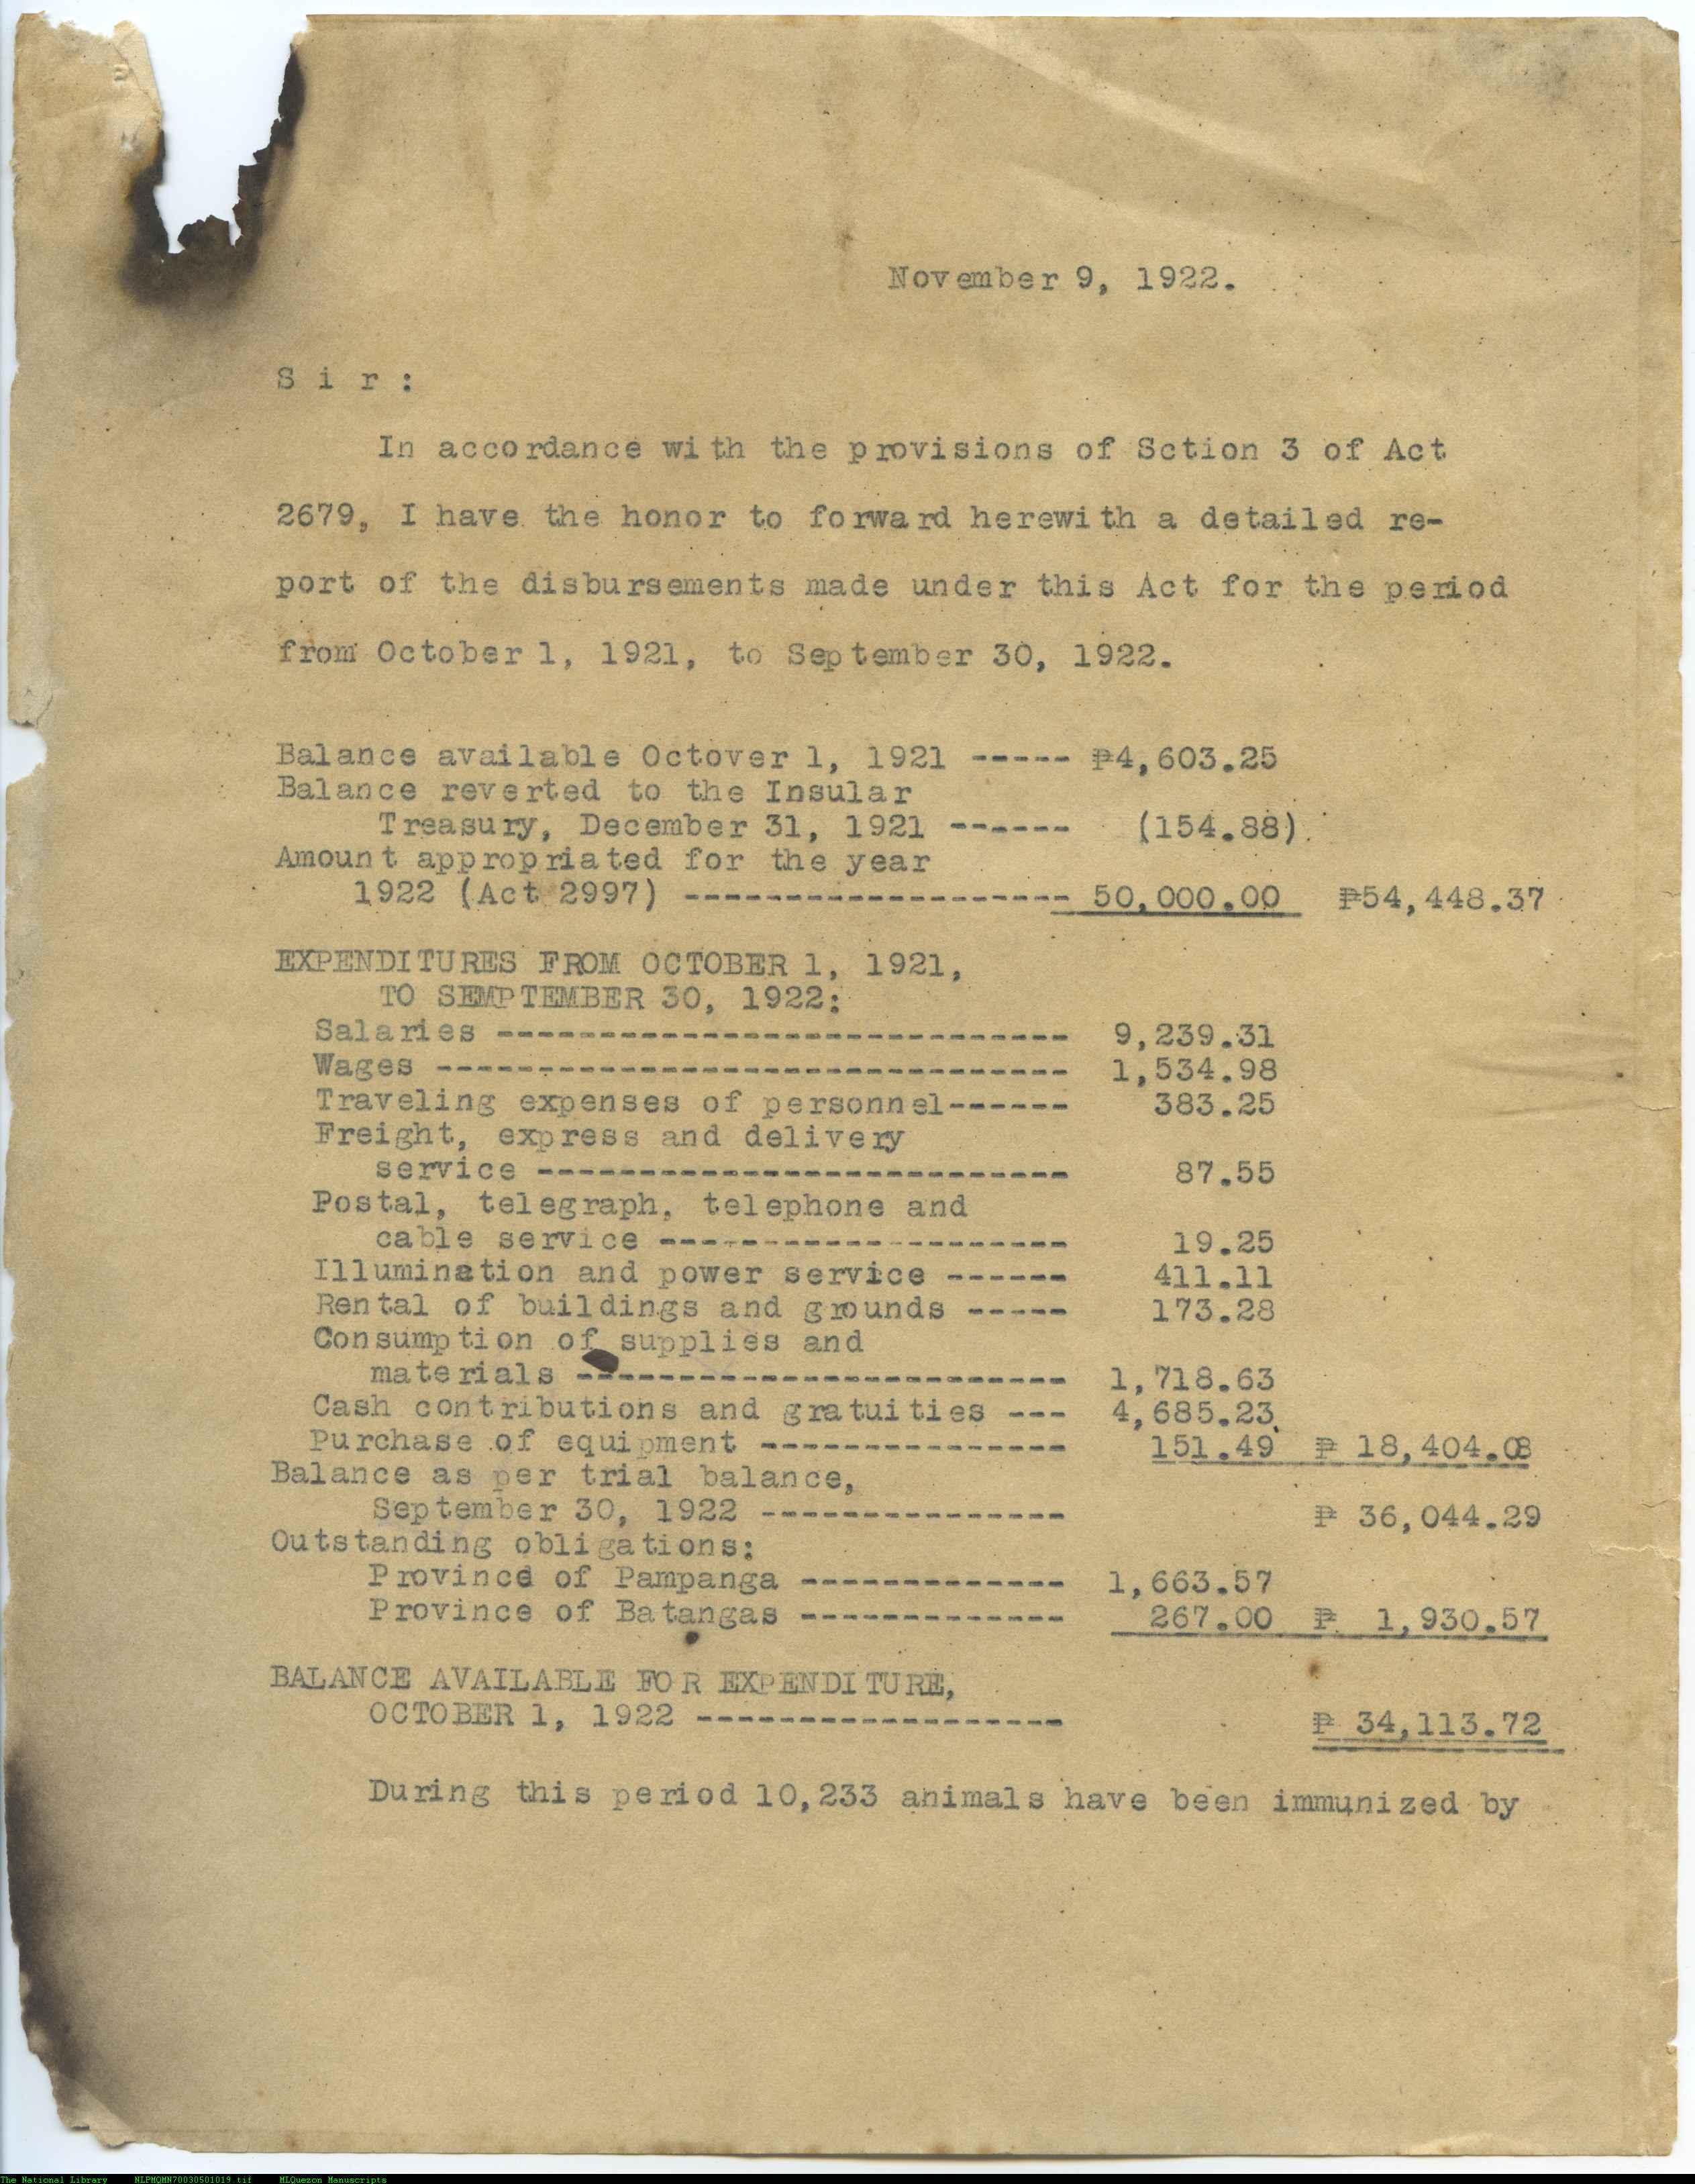 November 9, 1922.
S i r :
In accordance with the provisions of Sction 3 of Act
2679, I have the honor to forward herewith a detailed re-
port of the disbursements made under this Act for the period
from October 1, 1921, to September 30, 1922.
Balance available Octover 1, 1921 ----- ₱4,603.25
Balance reverted to the Insular
Treasury, December 31, 1921 ------ (154.88)
Amount appropriated for the year
1922 (Act 2997) ------------------- 50,000.00 ₱54,448.37
EXPENDITURES FROM OCTOBER 1, 1921,
TO SEMPTEMBER 30, 1922:
Salaries ---------------------------- 9,239.31
Wages ------------------------------- 1,534.98
Traveling expenses of personnel------ 383.25
Freight, express and delivery
service -------------------------- 87.55
Postal, telegraph, telephone and
cable service -------------------- 19.25
Illumination and power service ------ 411.11
Rental of buildings and grounds ----- 173.28
Consumption of supplies and
materials ------------------------ 1,718.63
Cash contributions and gratuities --- 4,685.23
Purchase of equipment --------------- 151.49 ₱ 18,404.08
Balance as per trial balance,
September 30, 1922 --------------- ₱ 36,044.29
Outstanding obligations:
Province of Pampanga ------------- 1,663.57
Province of Batangas ------------- 267.00 ₱ 1,930.57
BALANCE AVAILABLE FOR EXPENDITURE,
OCTOBER 1, 1922 ------------------ ₱ 34,113.72
During this period 10,233 animals have been immunized by
The National Library NLPMQMN70030501019.tif MLQuezon Manuscripts